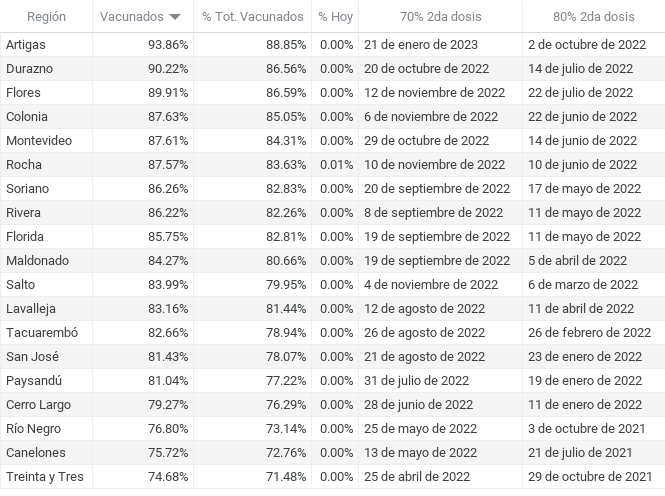 Región Vacunados % Tot. Vacunados % Hoy 70% 2da dosis 80% 2da dosis
Artigas 93.86% 88.85% 0.00% 21 de enero de 2023 2 de octubre de 2022
Durazno 90.22% 86.56% 0.00% 20 de octubre de 2022 14 de julio de 2022
Flores 89.91% 86.59% 0.00% 12 de noviembre de 2022 22 de julio de 2022
Colonia 87.63% 85.05% 0.00% 6 de noviembre de 2022 22 de junio de 2022
Montevideo 87.61% 84.31% 0.00% 29 de octubre de 2022 14 de junio de 2022
Rocha 87.57% 83.63% 0.01% 10 de noviembre de 2022 10 de junio de 2022
Soriano 86.26% 82.83% 0.00% 20 de septiembre de 2022 17 de mayo de 2022
Rivera 86.22% 82.26% 0.00% 8 de septiembre de 2022 11 de mayo de 2022
Florida 85.75% 82.81% 0.00% 19 de septiembre de 2022 11 de mayo de 2022
Maldonado 84.27% 80.66% 0.00% 19 de septiembre de 2022 5 de abril de 2022
Salto 83.99% 79.95% 0.00% 4 de noviembre de 2022 6 de marzo de 2022
Lavalleja 83.16% 81.44% 0.00% 12 de agosto de 2022 11 de abril de 2022
Tacuarembó 82.66% 78.94% 0.00% 26 de agosto de 2022 26 de febrero de 2022
San José 81.43% 78.07% 0.00% 21 de agosto de 2022 23 de enero de 2022
Paysandú 81.04% 77.22% 0.00% 31 de julio de 2022 19 de enero de 2022
Cerro Largo 79.27% 76.29% 0.00% 28 de junio de 2022 11 de enero de 2022
Río Negro 76.80% 73.14% 0.00% 25 de mayo de 2022 3 de octubre de 2021
Canelones 75.72% 72.76% 0.00% 13 de mayo de 2022 21 de julio de 2021
Treinta y Tres 74.68% 71.48% 0.00% 25 de abril de 2022 29 de octubre de 2021